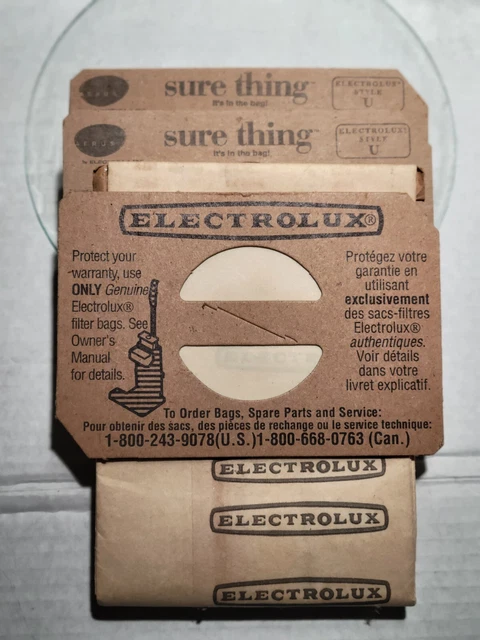 sure thing
it's in the bag!
ELECTROLUX®
STYLE
U
sure thing™
it's in the bag!
ELECTROLUX®
STYLE
U
ELECTROLUX®
Protect your
warranty, use
ONLY Genuine
Electrolux®
filter bags. See
Owner's
Manual
for details.
Protégez votre
garantie en
utilisant
exclusivement
des sacs-filtres
Electrolux®
authentiques.
Voir détails
dans votre
livret explicatif.
To Order Bags, Spare Parts and Service:
Pour obtenir des sacs, des pièces de rechange ou le service technique:
1-800-243-9078(U.S.)1-800-668-0763 (Can.)
ELECTROLUX
ELECTROLUX
ELECTROLUX